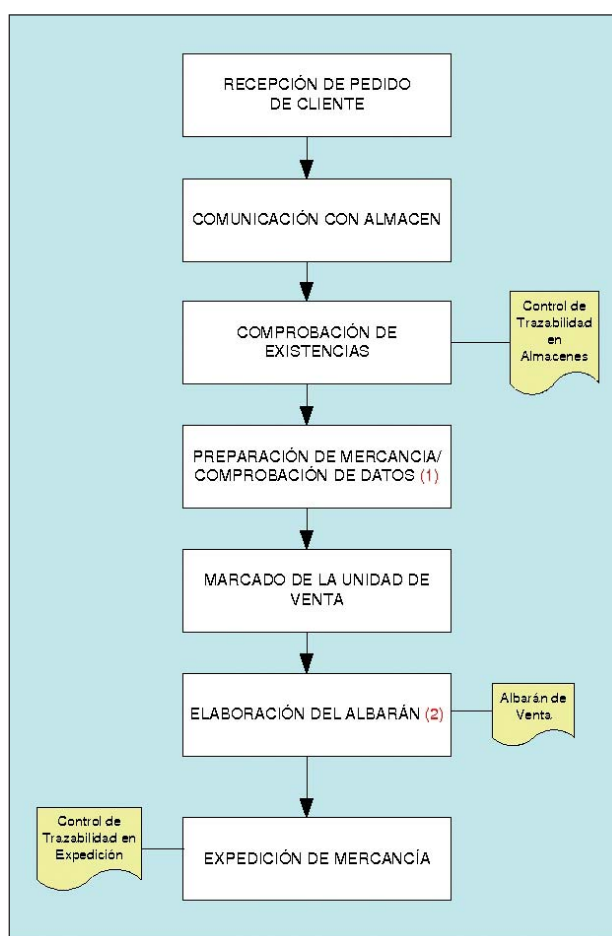 RECEPCIÓN DE PEDIDO
DE CLIENTE
COMUNICACIÓN CON ALMACEN
COMPROBACIÓN DE
EXISTENCIAS
Control de
Trazabilidad
en
Almacenes
PREPARACIÓN DE MERCANCIA/
COMPROBACIÓN DE DATOS (1)
MARCADO DE LA UNIDAD DE
VENTA
ELABORACIÓN DEL ALBARÁN (2)
Albarán de
Venta
Control de
Trazabilidad en
Expedición
EXPEDICIÓN DE MERCANCÍA